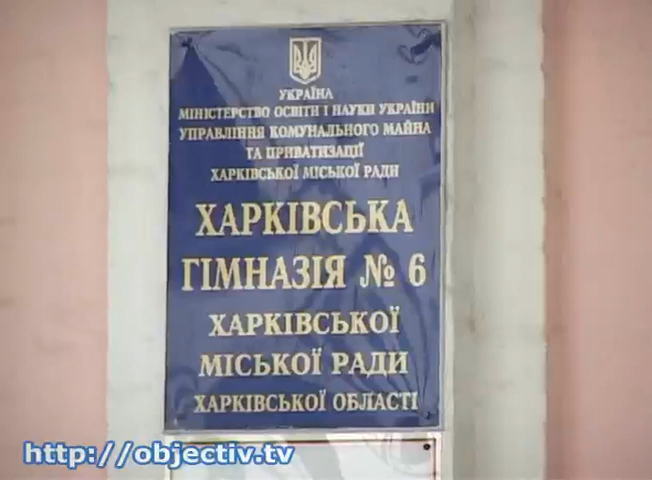 УКРАЇНА
МІНІСТЕРСТВО ОСВІТИ І НАУКИ УКРАЇНИ
УПРАВЛІННЯ КОМУНАЛЬНОГО МАЙНА
ТА ПРИВАТИЗАЦІЇ
ХАРКІВСЬКОЇ МІСЬКОЇ РАДИ
ХАРКІВСЬКА
ГІМНАЗІЯ № 6
ХАРКІВСЬКОЇ
МІСЬКОЇ РАДИ
ХАРКІВСЬКОЇ ОБЛАСТІ
http://objectiv.tv